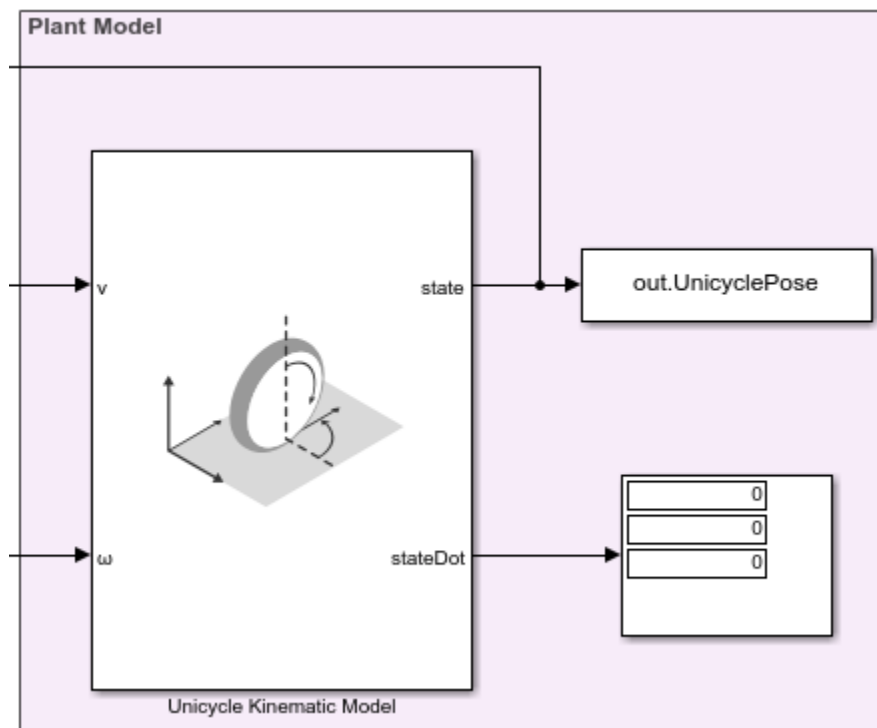 Plant Model
v
state
out.UnicyclePose
0
0
0
ω
stateDot
Unicycle Kinematic Model